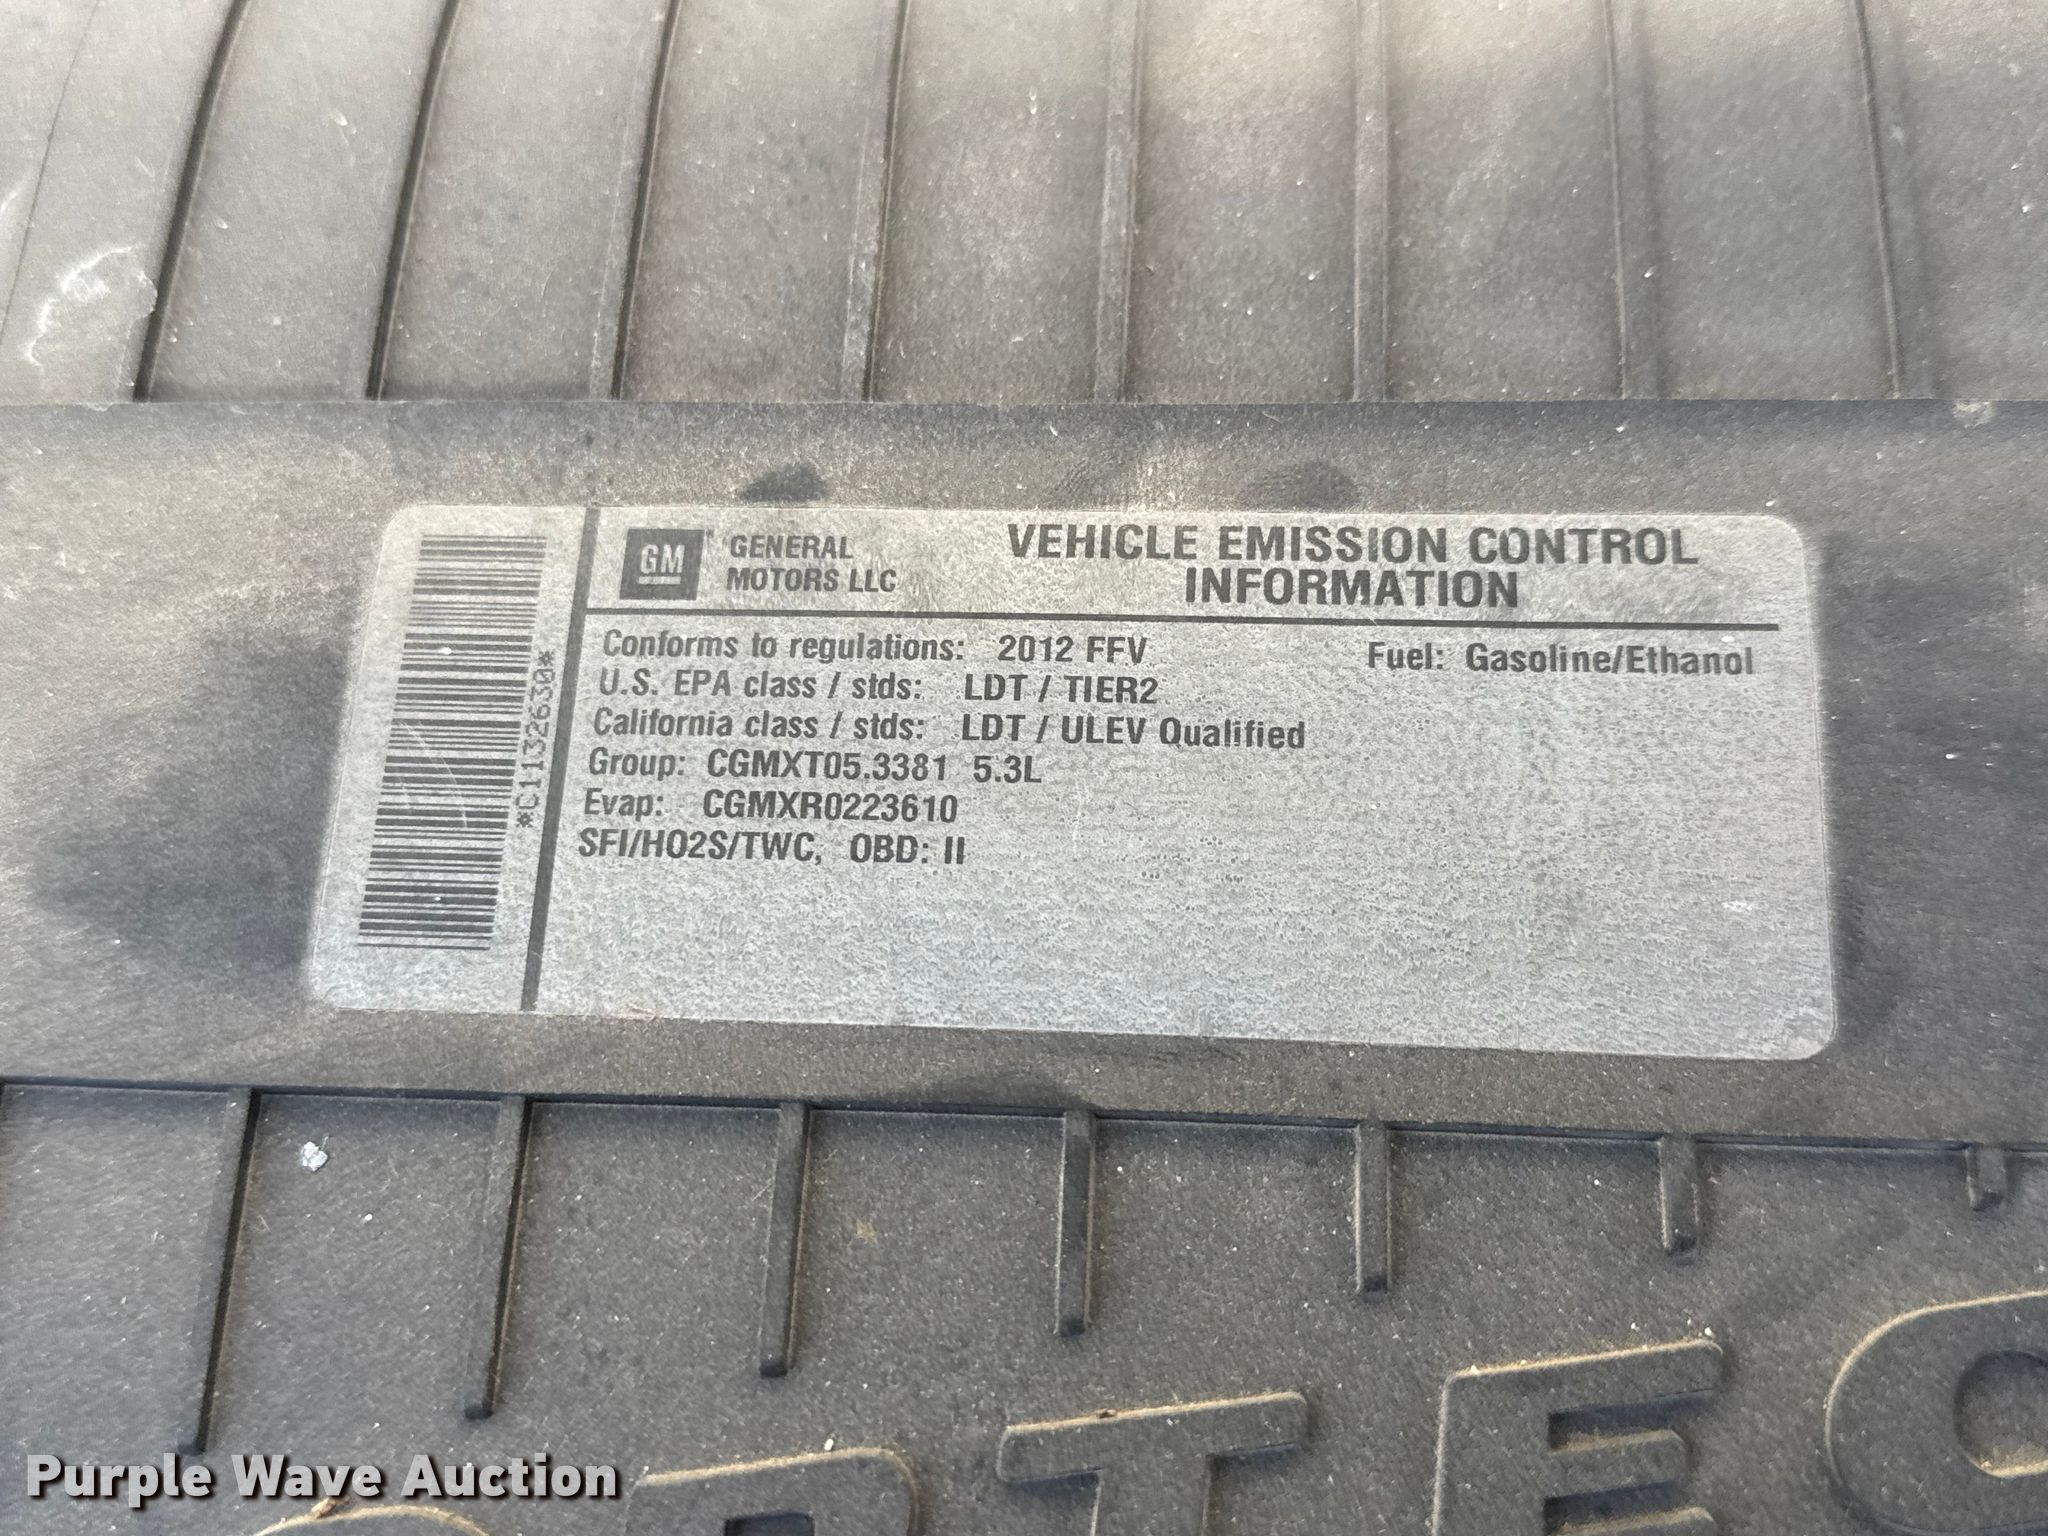 GM
GENERAL
MOTORS LLC
VEHICLE EMISSION CONTROL
INFORMATION
*C1132630*
Conforms to regulations: 2012 FFV
Fuel: Gasoline/Ethanol
U.S. EPA class / stds: LDT / TIER2
California class / stds: LDT / ULEV Qualified
Group: CGMXT05.3381 5.3L
Evap: CGMXR0223610
SFI/HO2S/TWC, OBD: II
ORTEC
Purple Wave Auction